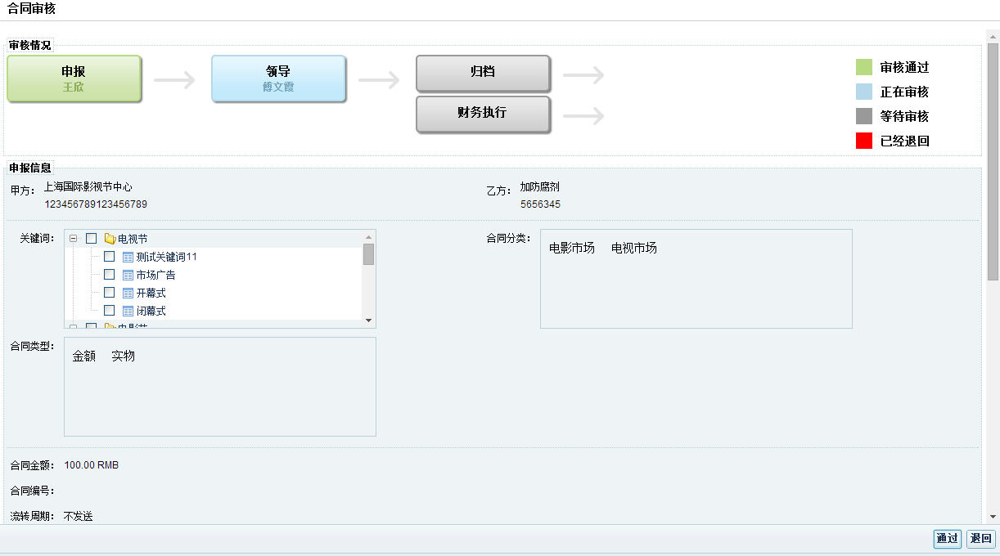 合同审核
审核情况
申报
王欣
领导
傅文霞
归档
财务执行
审核通过
正在审核
等待审核
已经退回
申报信息
甲方： 上海国际影视节中心
123456789123456789
乙方： 加防腐剂
5656345
关键词：
电视节
测试关键词11
市场广告
开幕式
闭幕式
电影节
合同分类：
电影市场 电视市场
合同类型：
金额 实物
合同金额： 100.00 RMB
合同编号：
流转周期： 不发送
通过 退回